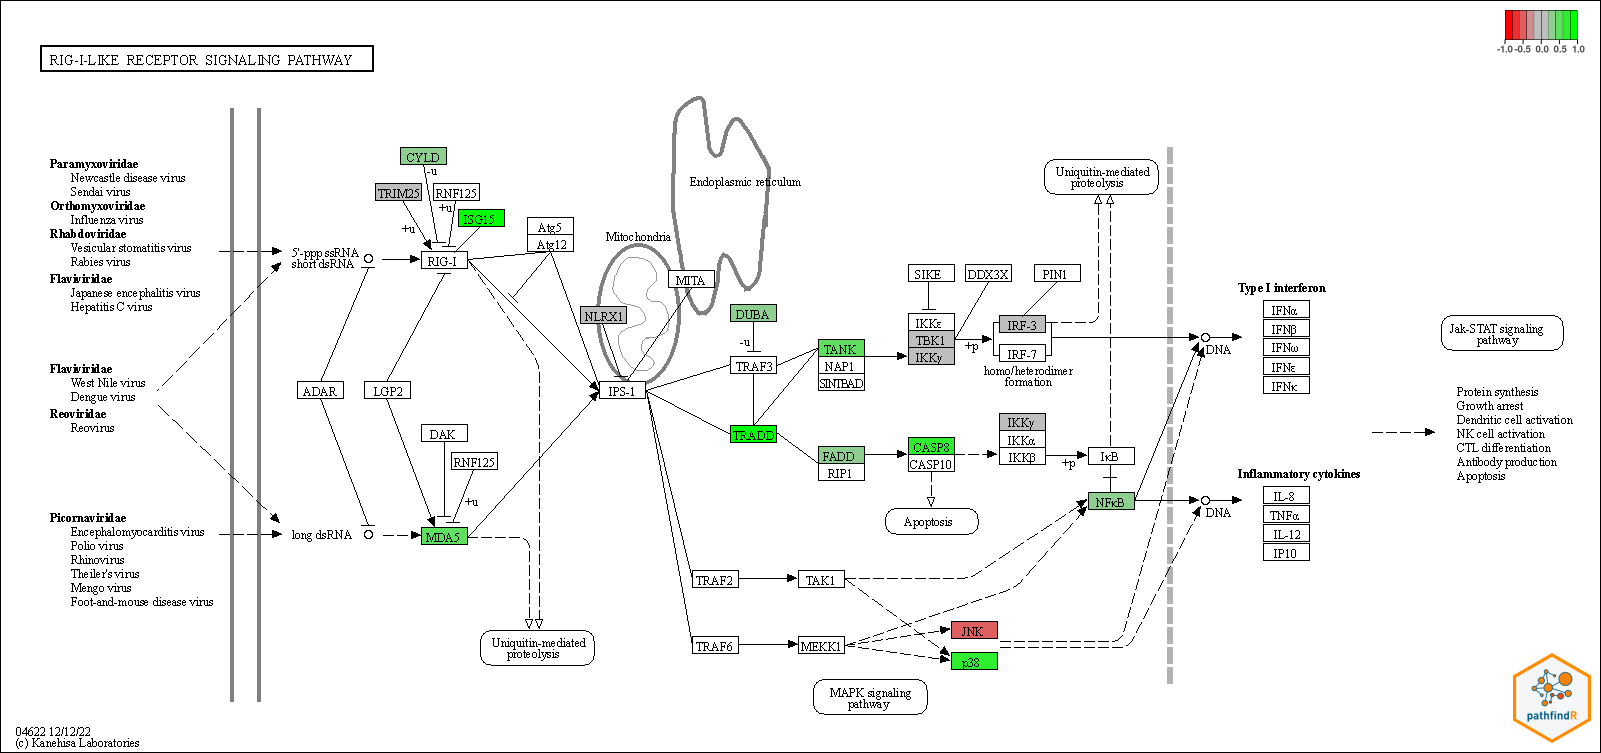 -1.0 -0.5 0.0 0.5 1.0
RIG-I-LIKE RECEPTOR SIGNALING PATHWAY
Paramyxoviridae
Newcastle disease virus
Sendai virus
Orthomyxoviridae
Influenza virus
Rhabdoviridae
Vesicular stomatitis virus
Rabies virus
Flaviviridae
Japanese encephalitis virus
Hepatitis C virus
Flaviviridae
West Nile virus
Dengue virus
Reoviridae
Reovirus
Picornaviridae
Encephalomyocarditis virus
Polio virus
Rhinovirus
Theiler's virus
Mengo virus
Foot-and-mouse disease virus
5'-ppp ssRNA
short dsRNA
long dsRNA
ADAR
LGP2
CYLD
-u
TRIM25
RNF125
+u
ISG15
+u
RIG-I
Atg5
Atg12
DAK
RNF125
+u
MDA5
Uniquitin-mediated
proteolysis
Mitochondria
Endoplasmic reticulum
MITA
NLRX1
IPS-1
DUBA
-u
TRAF3
TRADD
TANK
NAP1
SINTBAD
FADD
RIP1
TRAF2
TAK1
TRAF6
MEKK1
SIKE
DDX3X
PIN1
IKKε
TBK1
IKKγ
+p
IRF-3
IRF-7
homo/heterodimer
formation
CASP8
CASP10
Apoptosis
IKKγ
IKKα
IKKβ
+p
IκB
NFκB
JNK
p38
MAPK signaling
pathway
Uniquitin-mediated
proteolysis
DNA
DNA
Type I interferon
IFNα
IFNβ
IFNω
IFNε
IFNκ
Inflammatory cytokines
IL-8
TNFα
IL-12
IP10
Jak-STAT signaling
pathway
Protein synthesis
Growth arrest
Dendritic cell activation
NK cell activation
CTL differentiation
Antibody production
Apoptosis
pathfindR
04622 12/12/22
(c) Kanehisa Laboratories